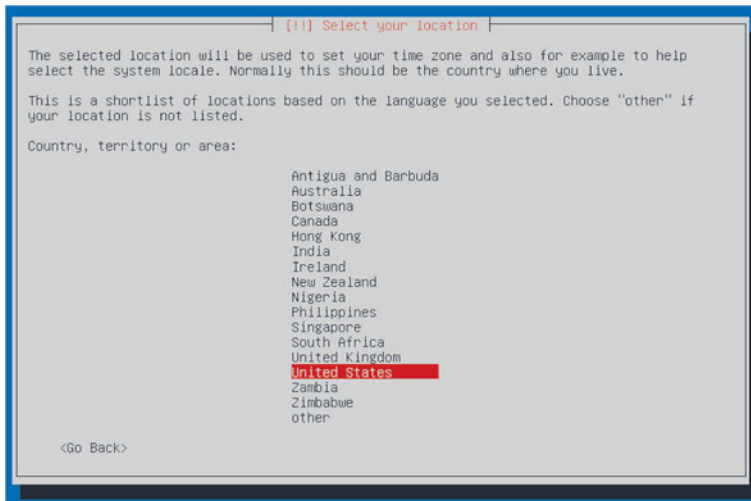 [!!] Select your location
The selected location will be used to set your time zone and also for example to help
select the system locale. Normally this should be the country where you live.
This is a shortlist of locations based on the language you selected. Choose "other" if
your location is not listed.
Country, territory or area:
Antigua and Barbuda
Australia
Botswana
Canada
Hong Kong
India
Ireland
New Zealand
Nigeria
Philippines
Singapore
South Africa
United Kingdom
United States
Zambia
Zimbabwe
other
<Go Back>